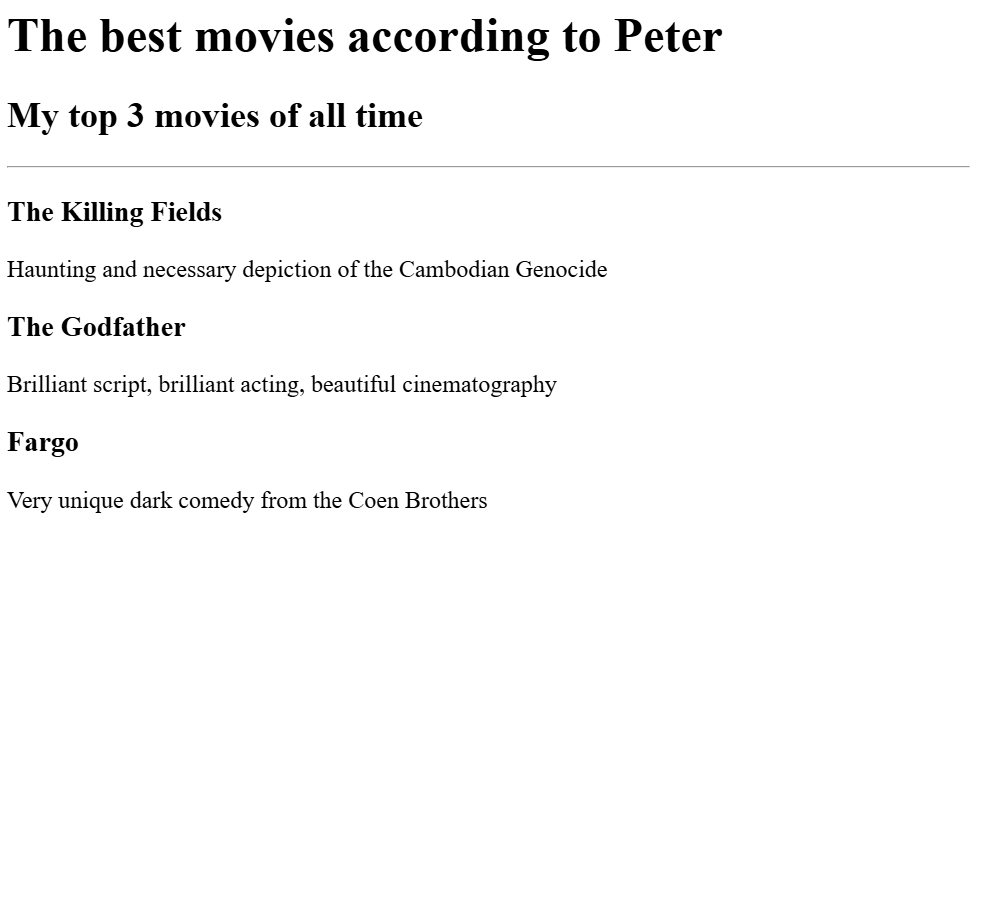 The best movies according to Peter
My top 3 movies of all time
The Killing Fields
Haunting and necessary depiction of the Cambodian Genocide
The Godfather
Brilliant script, brilliant acting, beautiful cinematography
Fargo
Very unique dark comedy from the Coen Brothers